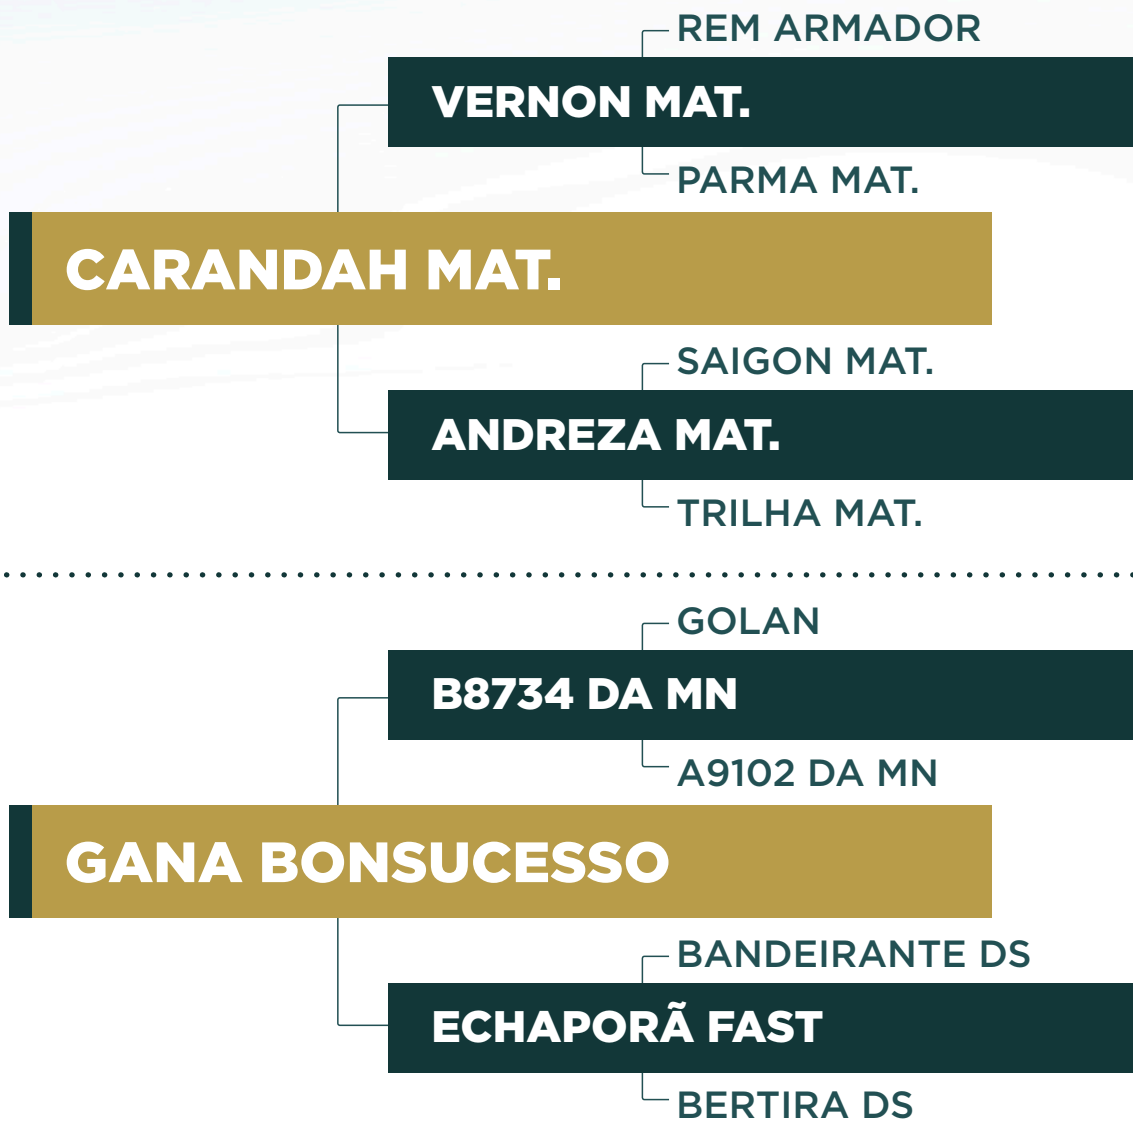 REM ARMADOR
VERNON MAT.
PARMA MAT.
CARANDAH MAT.
SAIGON MAT.
ANDREZA MAT.
TRILHA MAT.
GOLAN
B8734 DA MN
A9102 DA MN
GANA BONSUCESSO
BANDEIRANTE DS
ECHAPORÃ FAST
BERTIRA DS